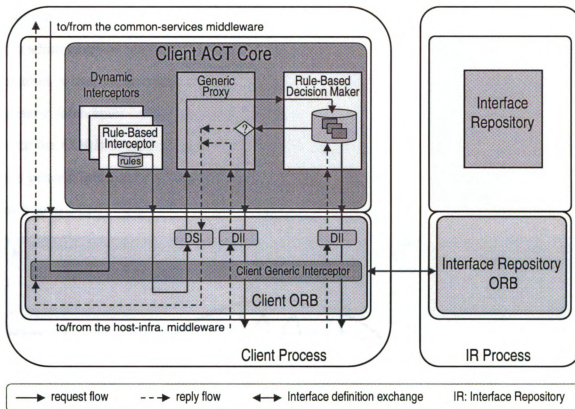 to/from the common-services middleware
Client ACT Core
Dynamic
Interceptors
Rule-Based
Interceptor
rules
Generic
Proxy
?
Rule-Based
Decision Maker
Interface
Repository
DSI
DII
DII
Client Generic Interceptor
Client ORB
Interface Repository
ORB
to/from the host-infra. middleware
Client Process
IR Process
request flow
reply flow
Interface definition exchange
IR: Interface Repository